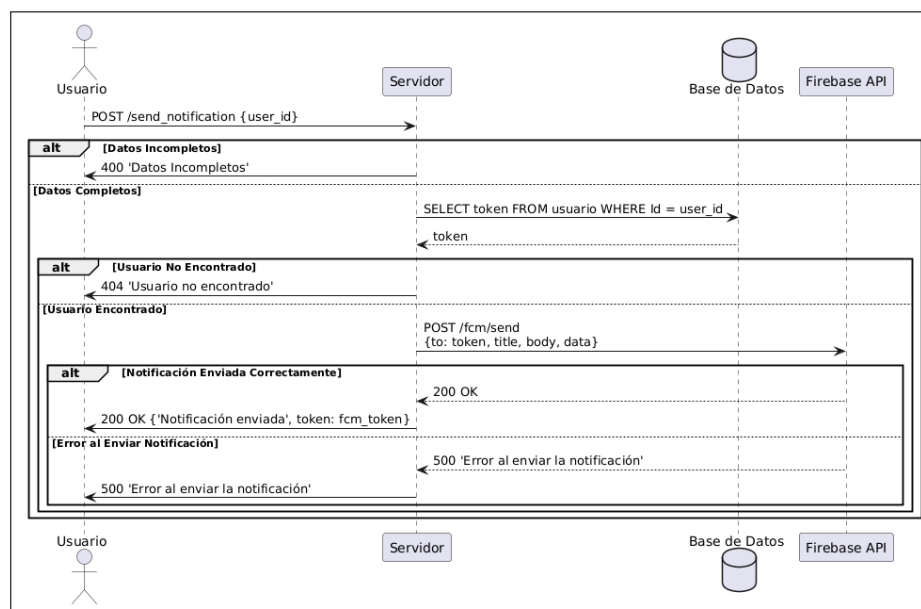 Usuario
Servidor
Base de Datos
Firebase API
POST /send_notification {user_id}
alt [Datos Incompletos]
400 'Datos Incompletos'
[Datos Completos]
SELECT token FROM usuario WHERE Id = user_id
token
alt [Usuario No Encontrado]
404 'Usuario no encontrado'
[Usuario Encontrado]
POST /fcm/send
{to: token, title, body, data}
alt [Notificación Enviada Correctamente]
200 OK
200 OK {'Notificación enviada', token: fcm_token}
[Error al Enviar Notificación]
500 'Error al enviar la notificación'
500 'Error al enviar la notificación'
Usuario
Servidor
Base de Datos
Firebase API